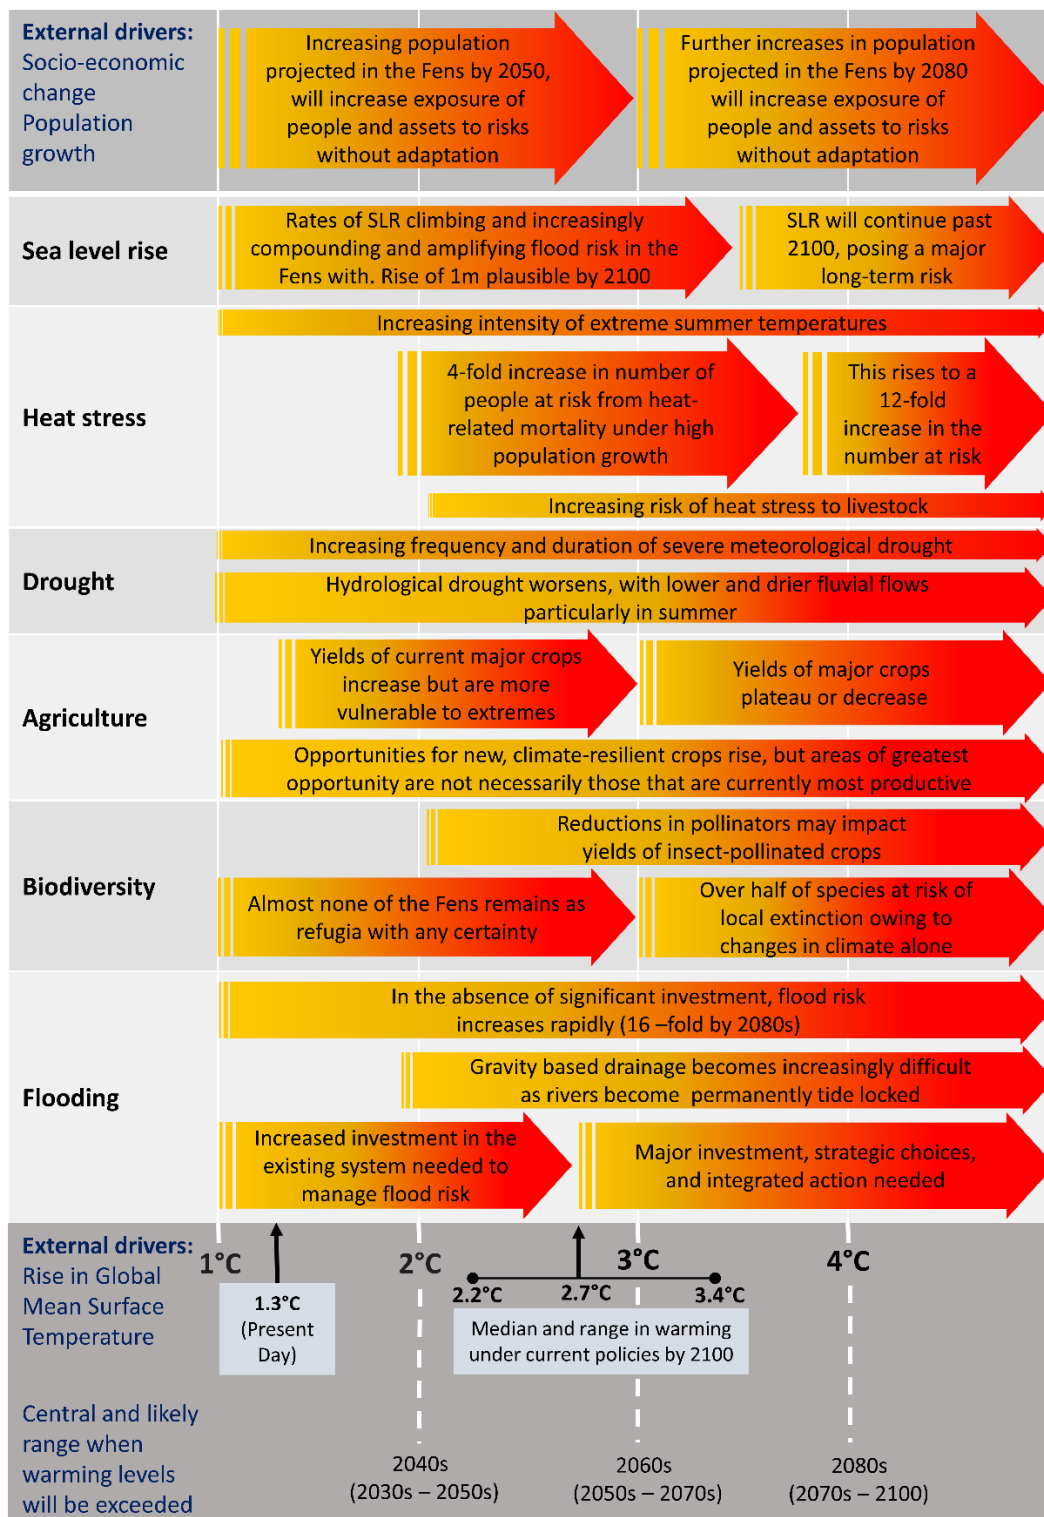 External drivers:
Socio-economic
change
Population
growth
Increasing population
projected in the Fens by 2050,
will increase exposure of
people and assets to risks
without adaptation
Further increases in population
projected in the Fens by 2080
will increase exposure of
people and assets to risks
without adaptation
Sea level rise
Rates of SLR climbing and increasingly
compounding and amplifying flood risk in the
Fens with. Rise of 1m plausible by 2100
SLR will continue past
2100, posing a major
long-term risk
Heat stress
Increasing intensity of extreme summer temperatures
4-fold increase in number of
people at risk from heat-
related mortality under high
population growth
This rises to a
12-fold
increase in the
number at risk
Increasing risk of heat stress to livestock
Drought
Increasing frequency and duration of severe meteorological drought
Hydrological drought worsens, with lower and drier fluvial flows
particularly in summer
Agriculture
Yields of current major crops
increase but are more
vulnerable to extremes
Yields of major crops
plateau or decrease
Opportunities for new, climate-resilient crops rise, but areas of greatest
opportunity are not necessarily those that are currently most productive
Biodiversity
Reductions in pollinators may impact
yields of insect-pollinated crops
Almost none of the Fens remains as
refugia with any certainty
Over half of species at risk of
local extinction owing to
changes in climate alone
Flooding
In the absence of significant investment, flood risk
increases rapidly (16 –fold by 2080s)
Gravity based drainage becomes increasingly difficult
as rivers become permanently tide locked
Increased investment in the
existing system needed to
manage flood risk
Major investment, strategic choices,
and integrated action needed
External drivers:
Rise in Global
Mean Surface
Temperature
1°C
2°C
3°C
4°C
1.3°C
(Present
Day)
2.2°C
2.7°C
3.4°C
Median and range in warming
under current policies by 2100
Central and likely
range when
warming levels
will be exceeded
2040s
(2030s – 2050s)
2060s
(2050s – 2070s)
2080s
(2070s – 2100)